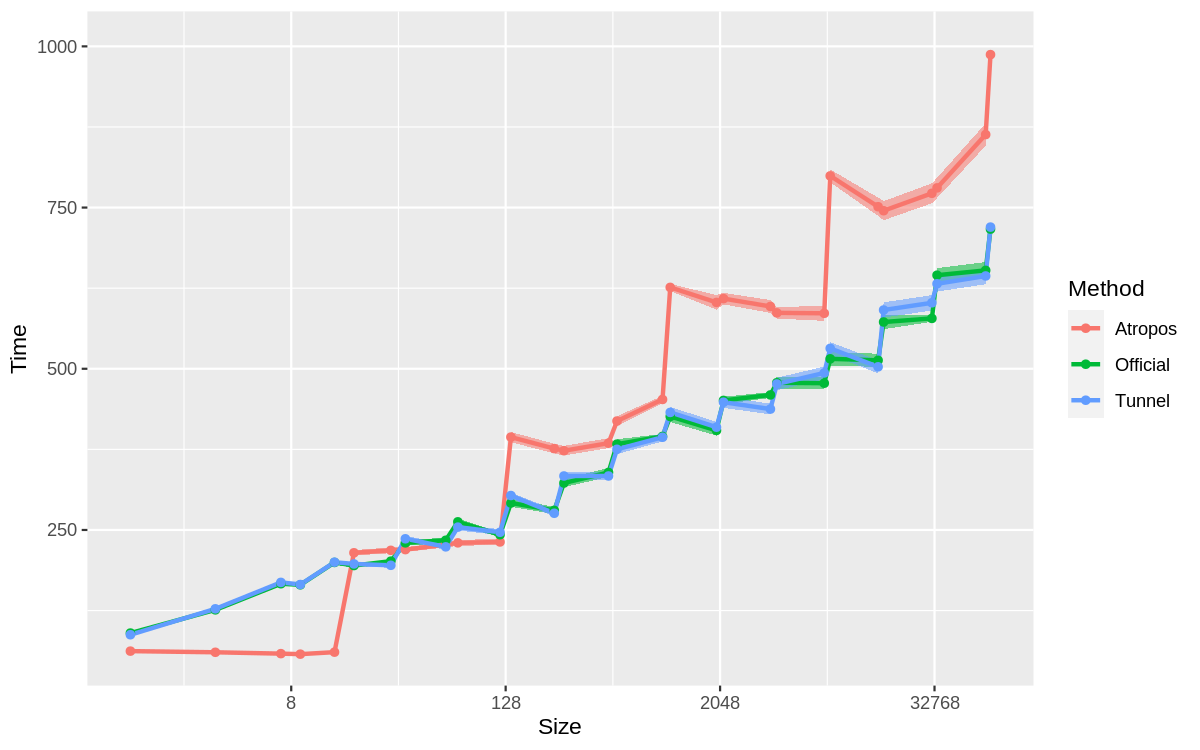 1000
750
500
250
Time
8
128
2048
32768
Size
Method
Atropos
Official
Tunnel